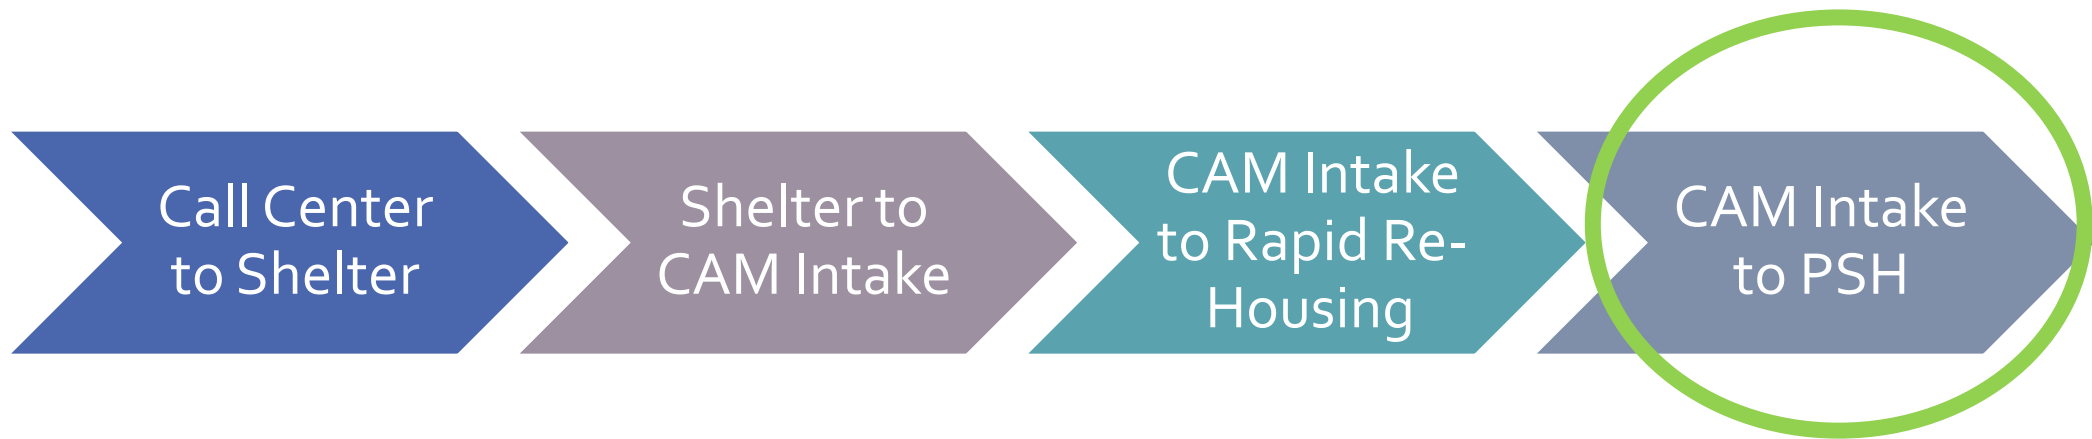 Call Center
to Shelter
Shelter to
CAM Intake
CAM Intake
to Rapid Re-
Housing
CAM Intake
to PSH